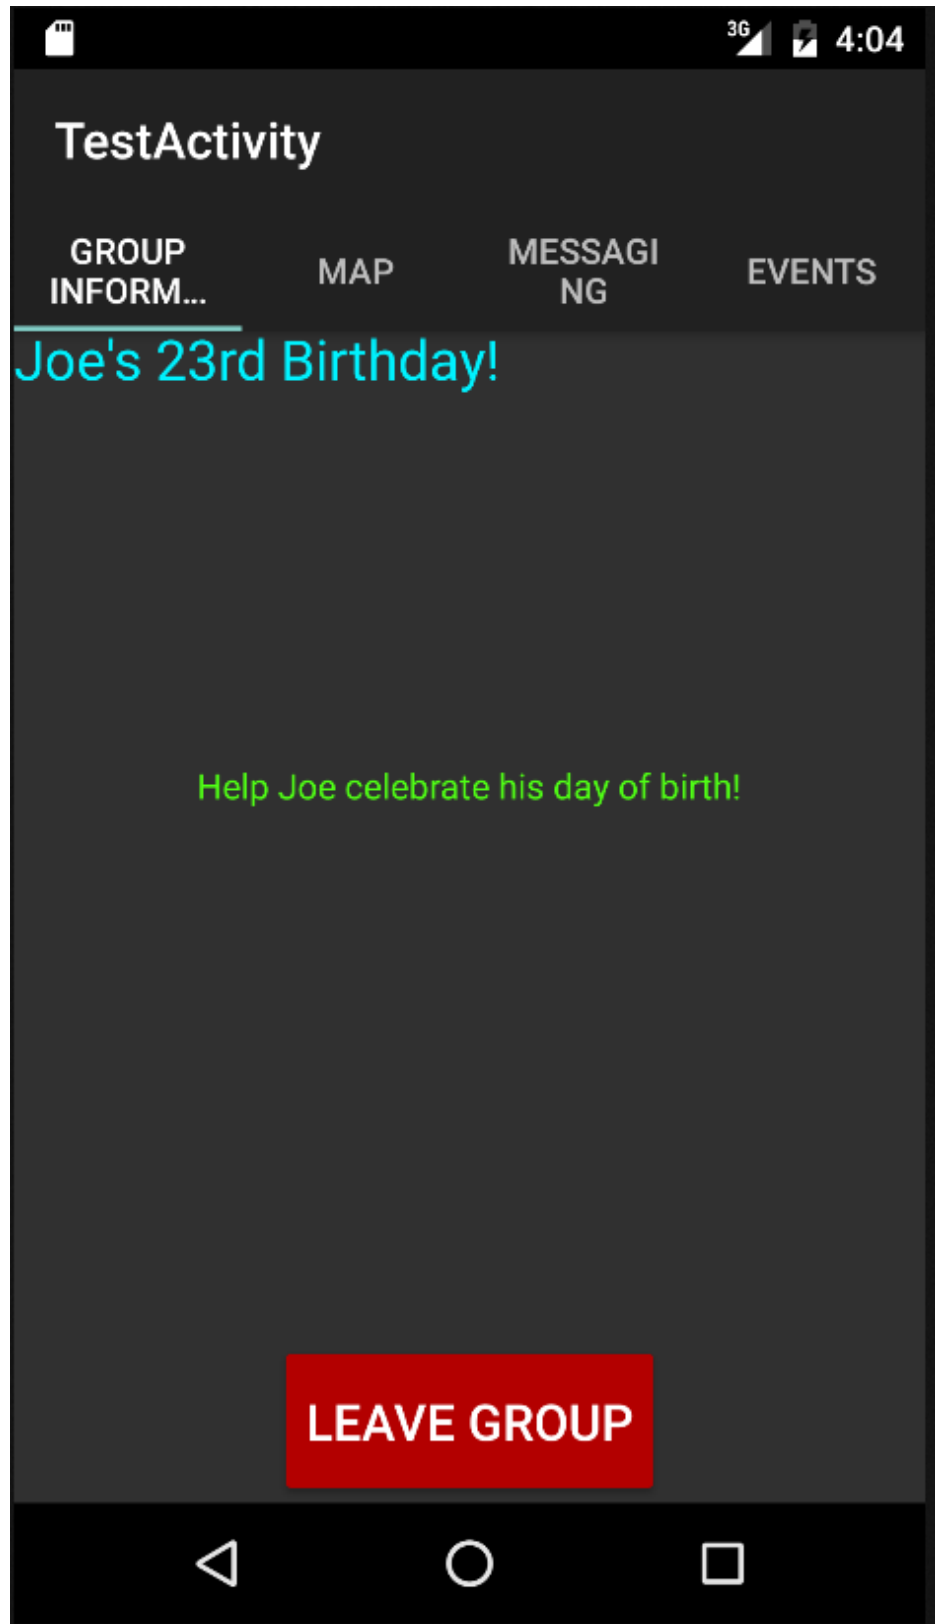 3G 4:04
TestActivity
GROUP
INFORM...
MAP
MESSAGI
NG
EVENTS
Joe's 23rd Birthday!
Help Joe celebrate his day of birth!
LEAVE GROUP